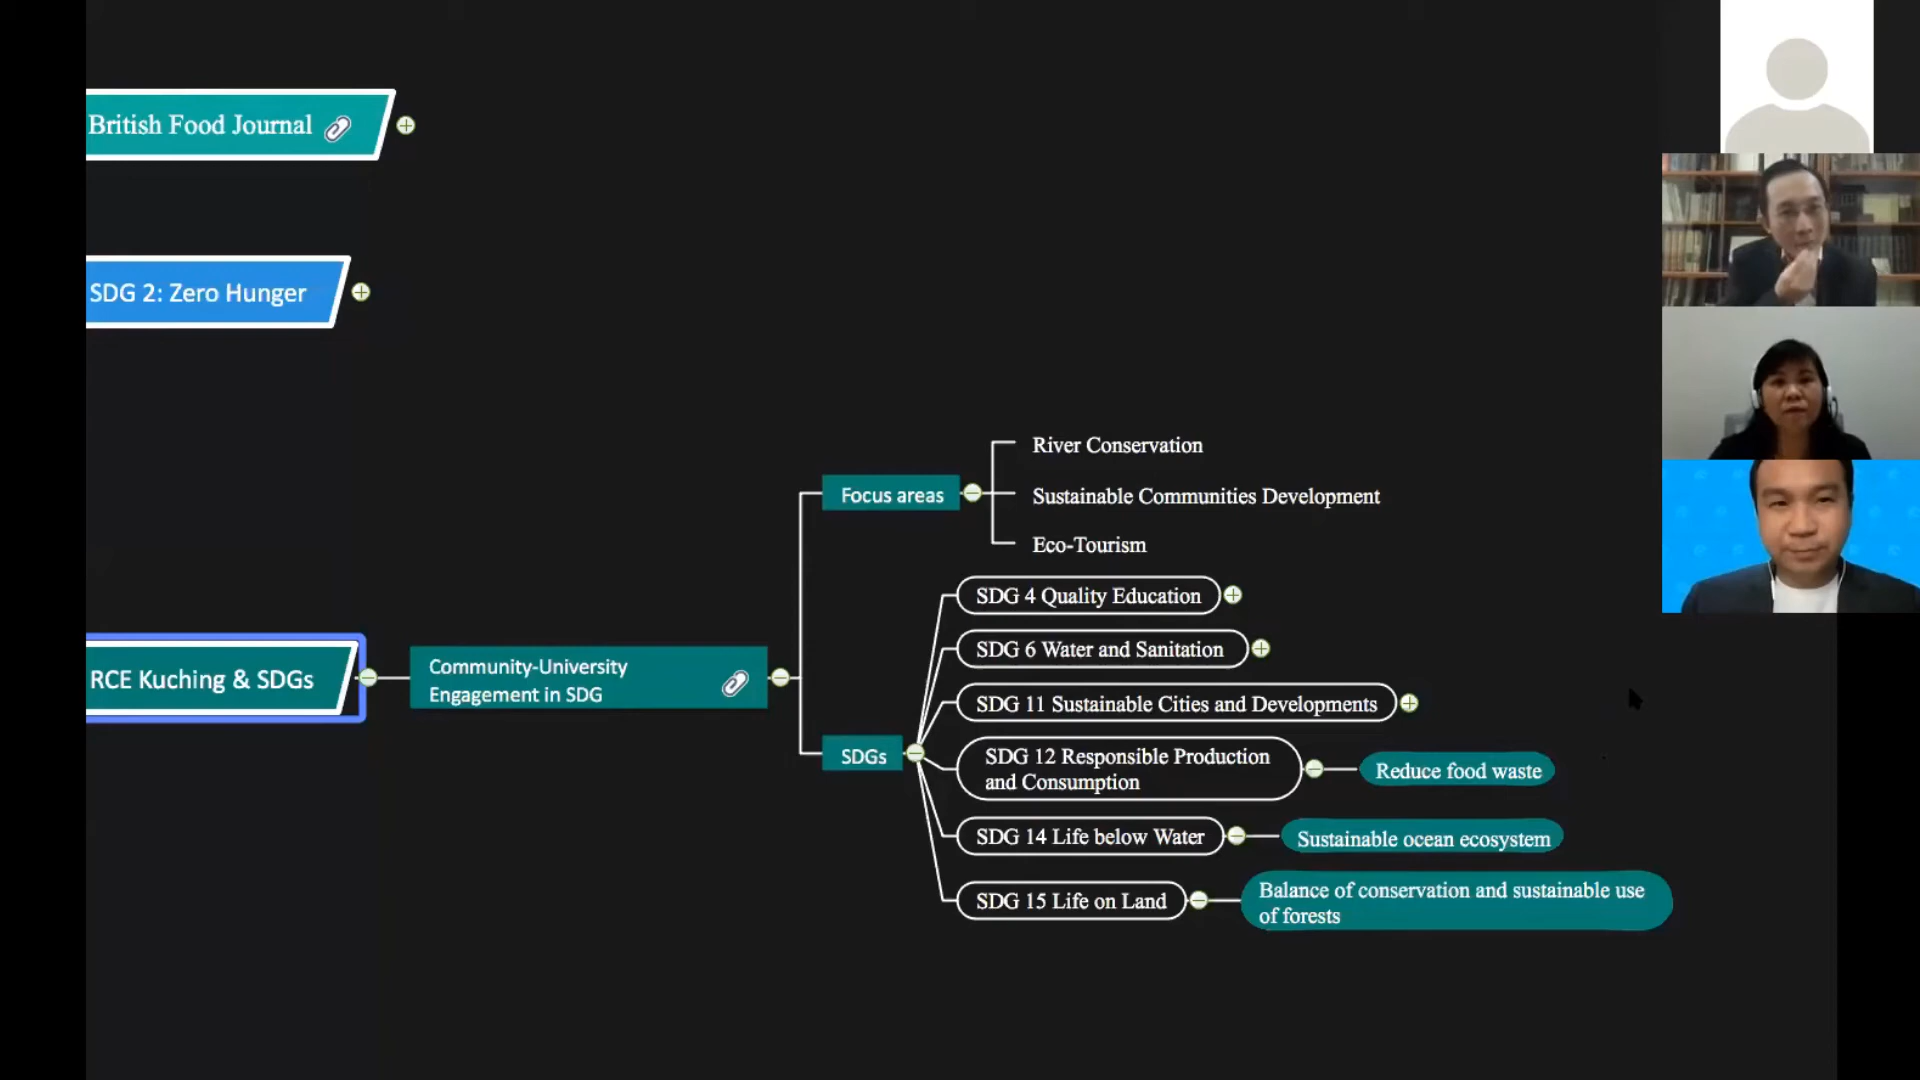 British Food Journal
SDG 2: Zero Hunger
RCE Kuching & SDGs
Community-University
Engagement in SDG
Focus areas
River Conservation
Sustainable Communities Development
Eco-Tourism
SDGs
SDG 4 Quality Education
SDG 6 Water and Sanitation
SDG 11 Sustainable Cities and Developments
SDG 12 Responsible Production
and Consumption
Reduce food waste
SDG 14 Life below Water
Sustainable ocean ecosystem
SDG 15 Life on Land
Balance of conservation and sustainable use
of forests